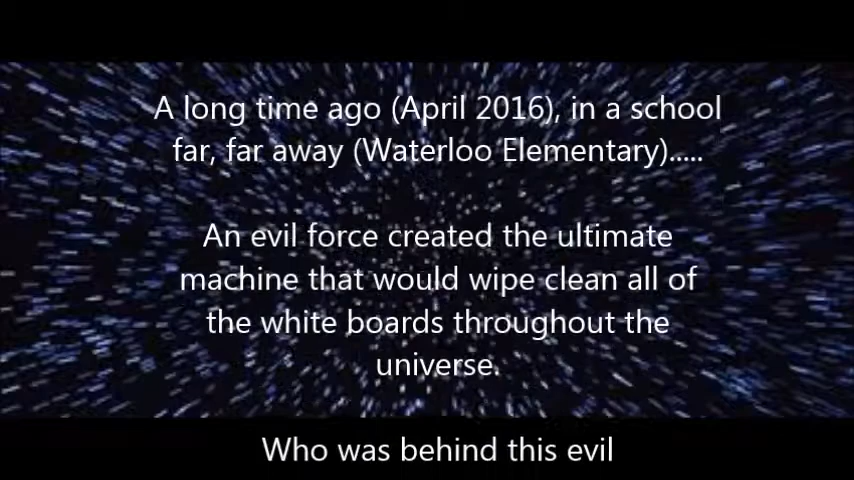 A long time ago (April 2016), in a school
far, far away (Waterloo Elementary).....
An evil force created the ultimate
machine that would wipe clean all of
the white boards throughout the
universe.
Who was behind this evil